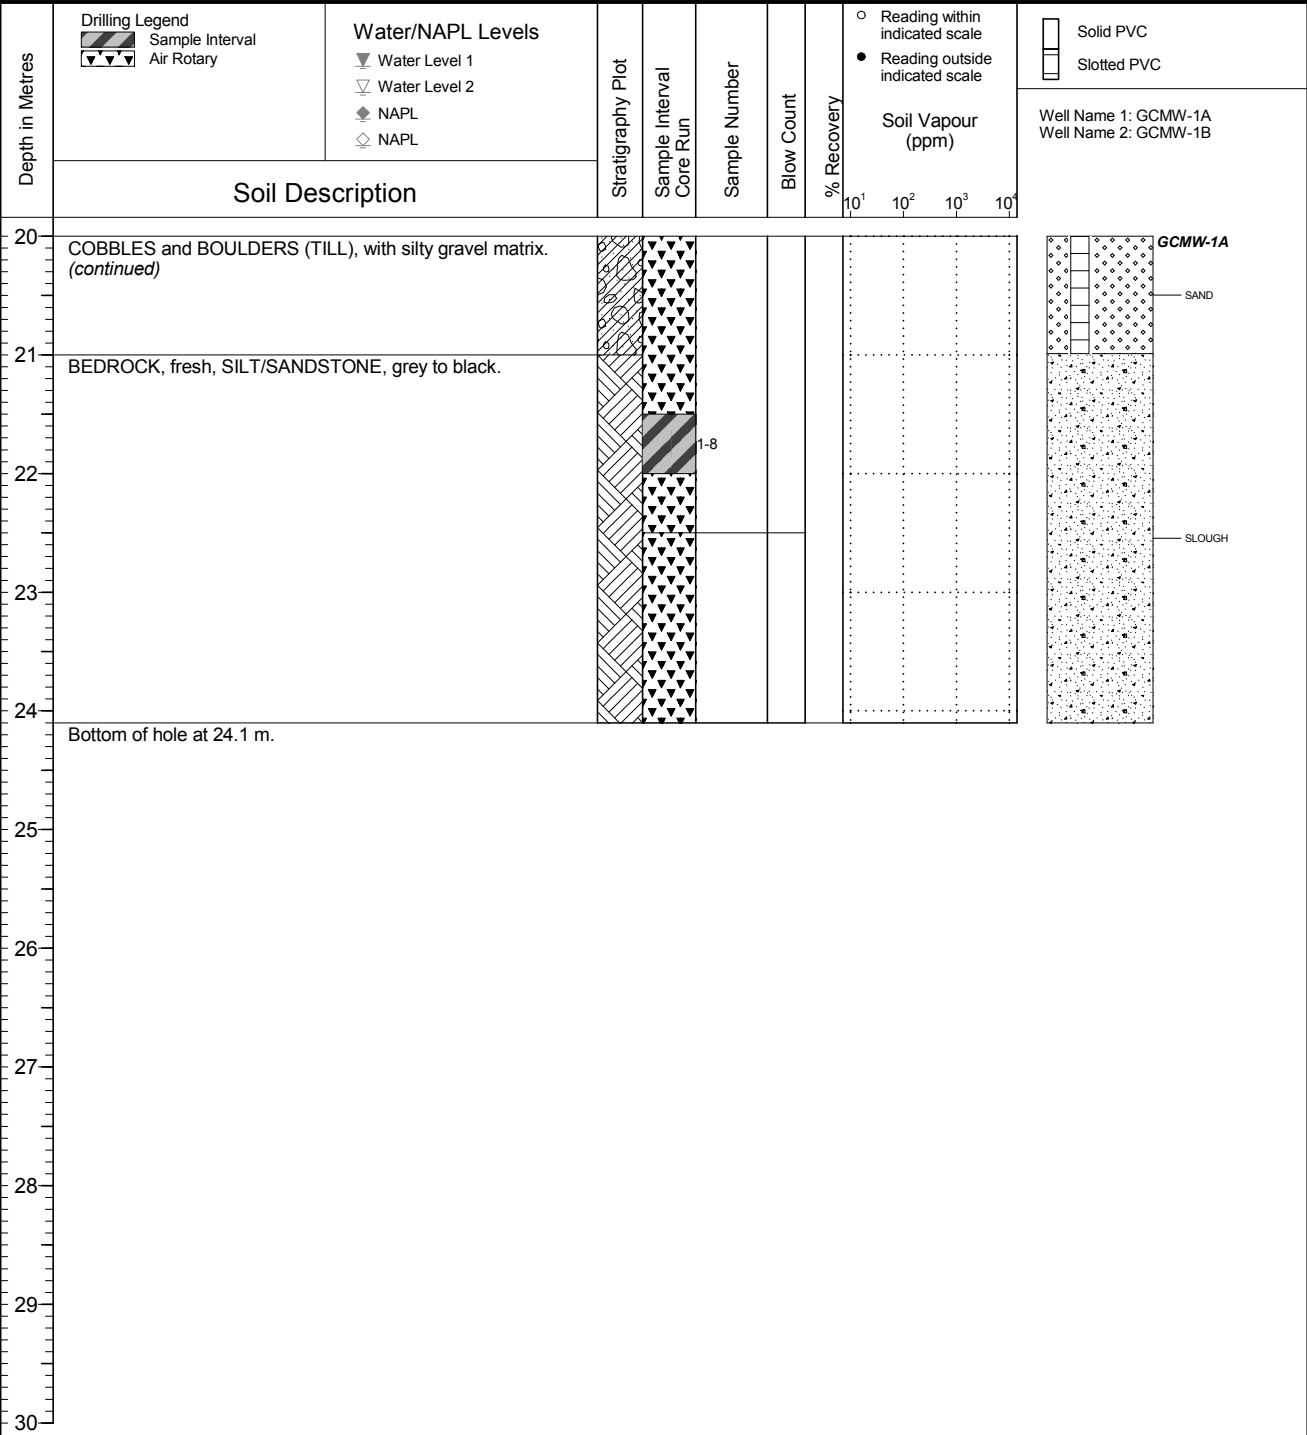 Depth in Metres
Drilling Legend
Sample Interval
Air Rotary
Water/NAPL Levels
Water Level 1
Water Level 2
NAPL
NAPL
Soil Description
Stratigraphy Plot
Sample Interval
Core Run
Sample Number
Blow Count
% Recovery
Reading within
indicated scale
Reading outside
indicated scale
Soil Vapour
(ppm)
10¹ 10² 10³ 10⁴
Solid PVC
Slotted PVC
Well Name 1: GCMW-1A
Well Name 2: GCMW-1B
20
COBBLES and BOULDERS (TILL), with silty gravel matrix.
(continued)
GCMW-1A
SAND
21
BEDROCK, fresh, SILT/SANDSTONE, grey to black.
1-8
22
SLOUGH
23
24
Bottom of hole at 24.1 m.
25
26
27
28
29
30